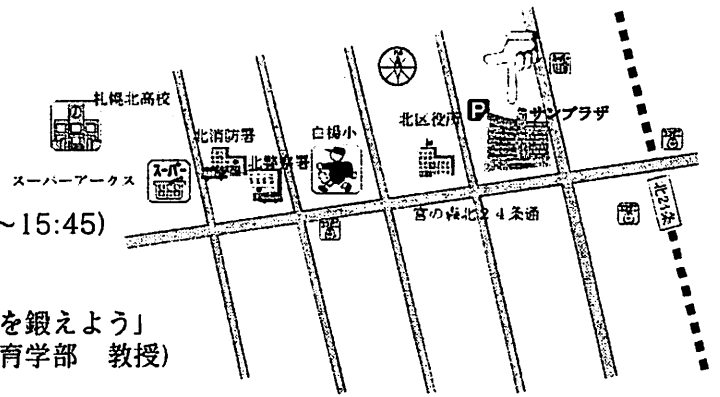 札幌北高校
北消防署
白楊小
北区役所
P
サンプラザ
北警察署
スーパー
スーパーアークス
宮の森北24条通
北24条
～15:45)
を鍛えよう」
育学部　教授)